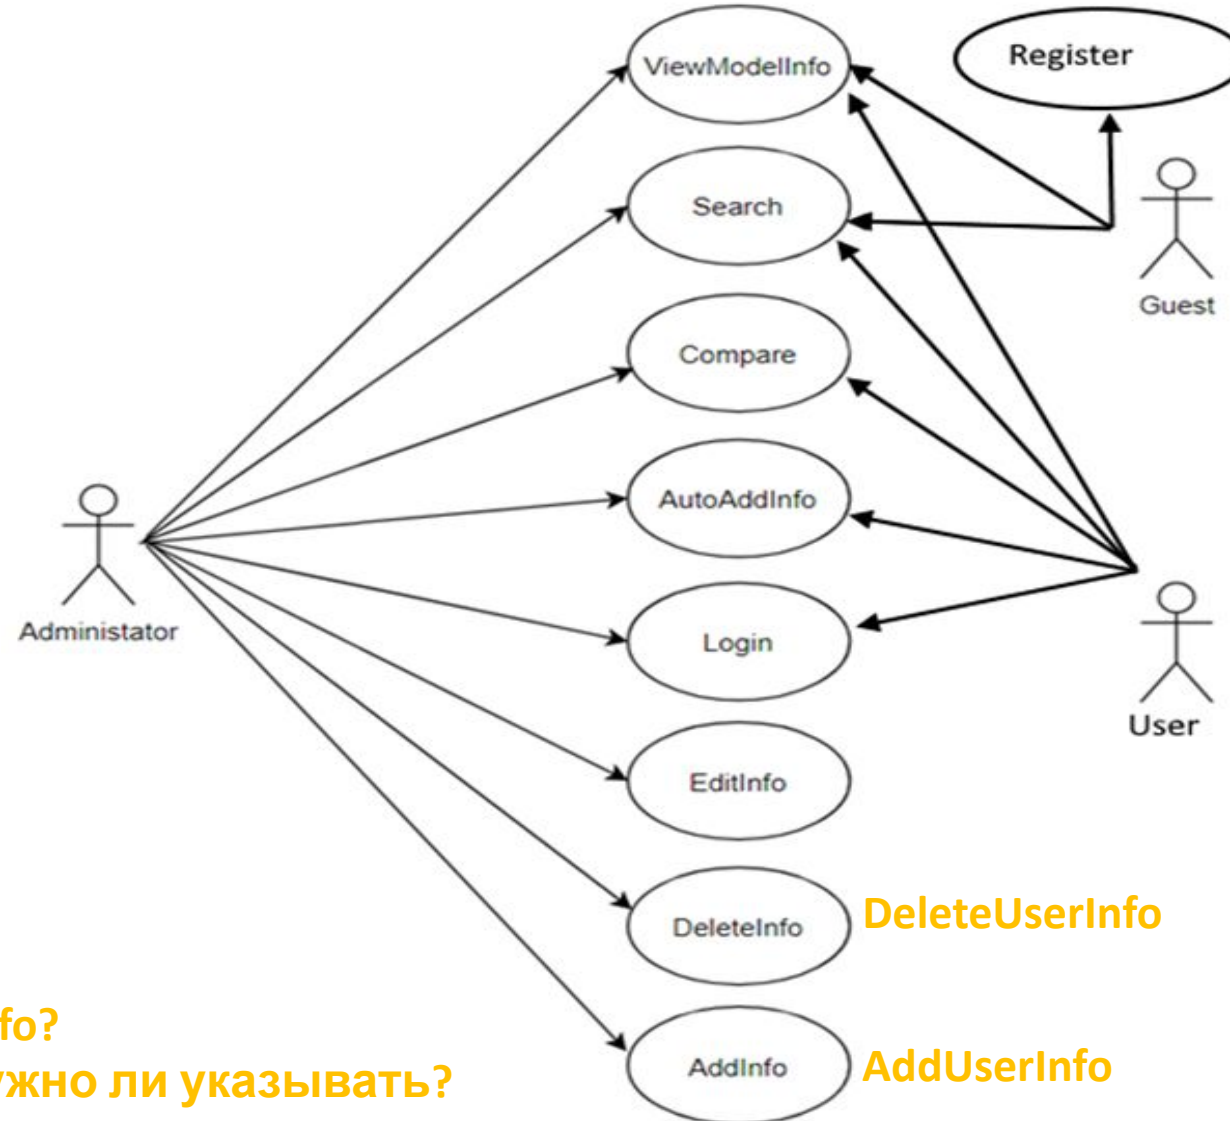 ViewModelInfo
Register
Search
Guest
Compare
AutoAddInfo
Administator
Login
User
EditInfo
DeleteInfo
DeleteUserInfo
AddInfo
AddUserInfo
fo?
жно ли указывать?